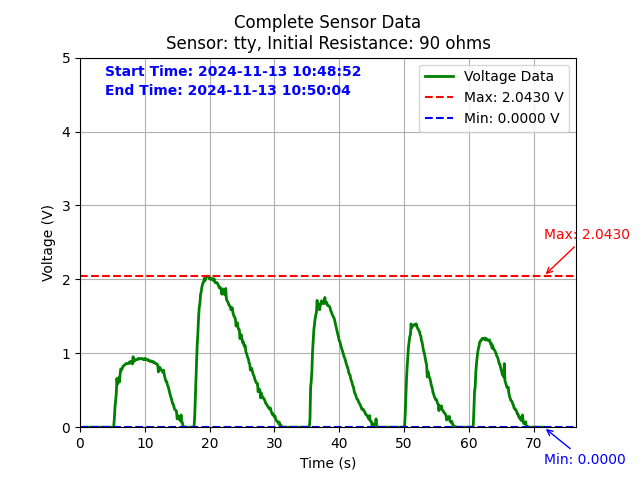 Complete Sensor Data
Sensor: tty, Initial Resistance: 90 ohms
Start Time: 2024-11-13 10:48:52
End Time: 2024-11-13 10:50:04
Voltage Data
Max: 2.0430 V
Min: 0.0000 V
5
4
3
2
1
0
Voltage (V)
Max: 2.0430
Min: 0.0000
0 10 20 30 40 50 60 70
Time (s)